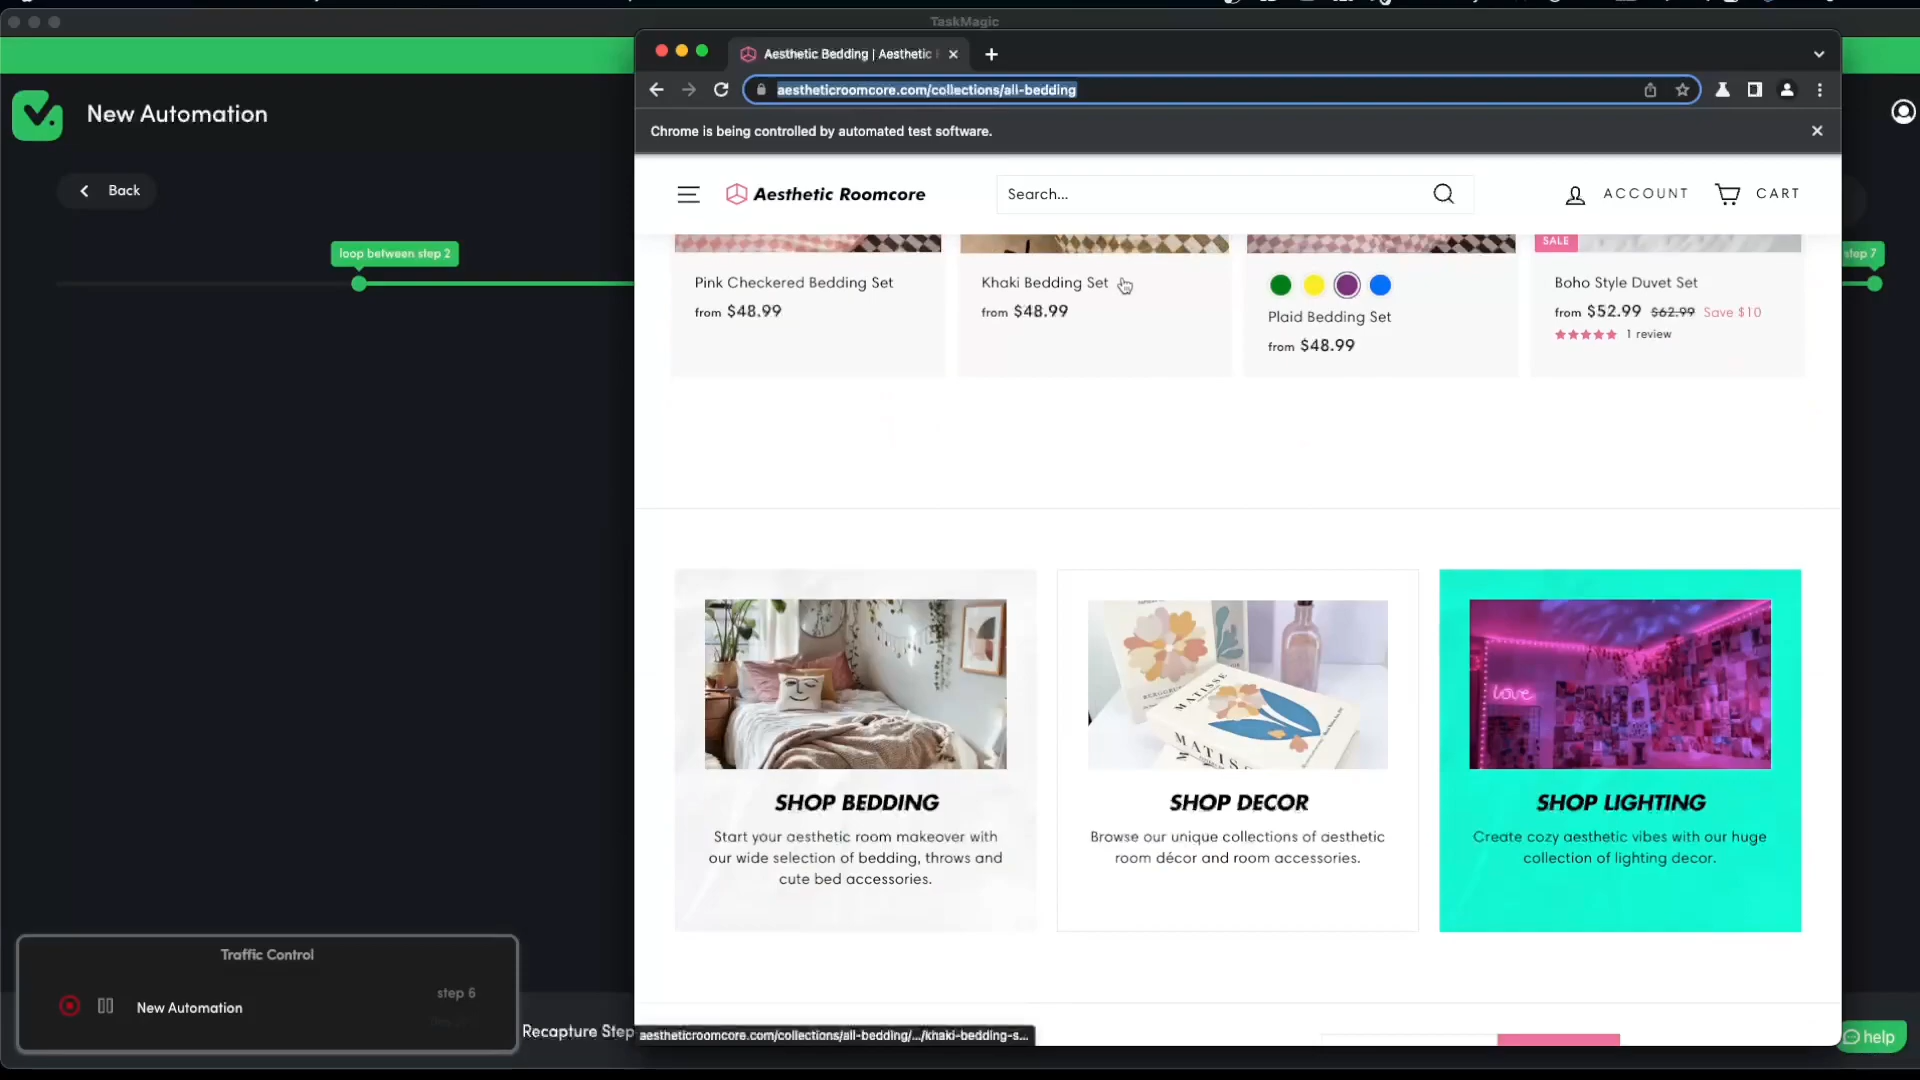 TaskMagic
New Automation
Back
loop between step 2
step 7
Aesthetic Bedding | Aesthetic
aestheticroomcore.com/collections/all-bedding
Chrome is being controlled by automated test software.
Aesthetic Roomcore
Search...
ACCOUNT
CART
SALE
Pink Checkered Bedding Set
from $48.99
Khaki Bedding Set
from $48.99
Plaid Bedding Set
from $48.99
Boho Style Duvet Set
from $52.99 $62.99 Save $10
1 review
love
MATISSE
MATIS
SHOP BEDDING
Start your aesthetic room makeover with
our wide selection of bedding, throws and
cute bed accessories.
SHOP DECOR
Browse our unique collections of aesthetic
room décor and room accessories.
SHOP LIGHTING
Create cozy aesthetic vibes with our huge
collection of lighting decor.
Traffic Control
New Automation
step 6
Recapture Step
aestheticroomcore.com/collections/all-bedding/.../khaki-bedding-s...
help